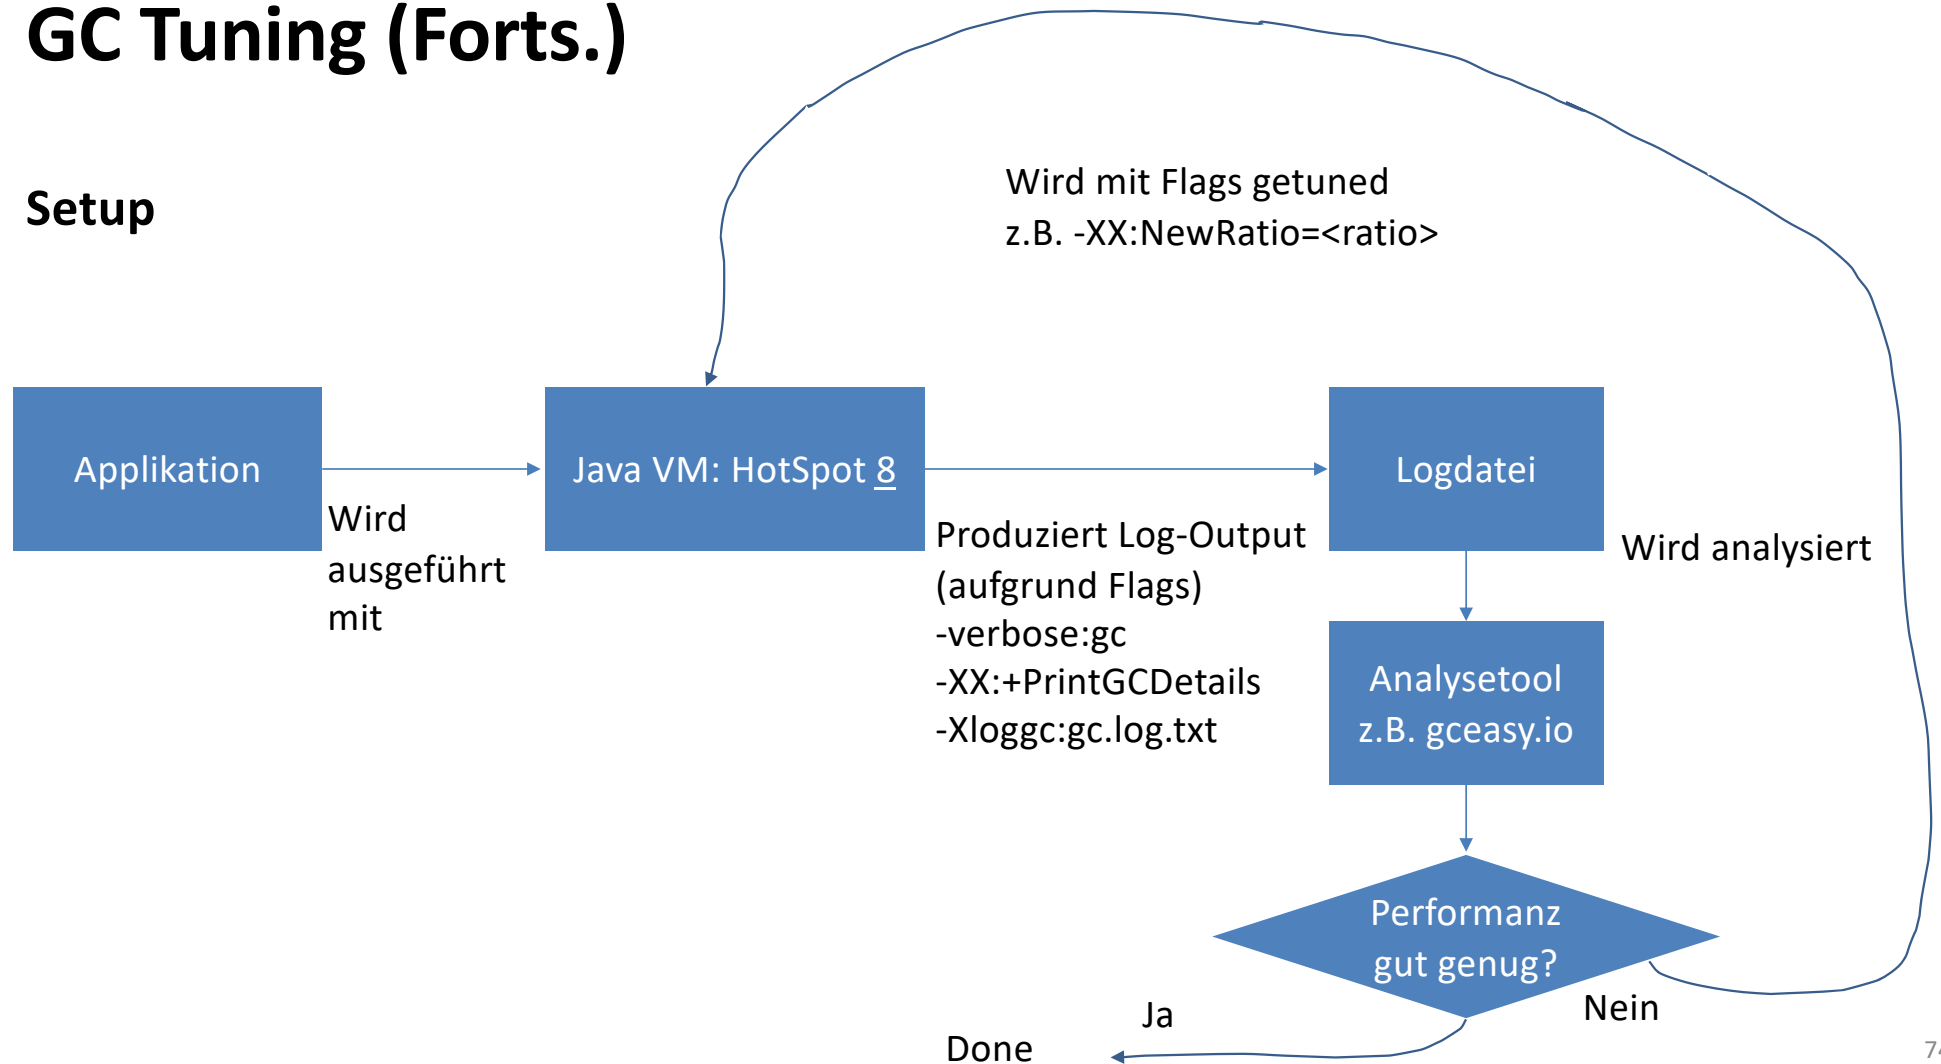 GC Tuning (Forts.)
Setup
Wird mit Flags getuned
z.B. -XX:NewRatio=<ratio>
Applikation
Wird
ausgeführt
mit
Java VM: HotSpot 8
Produziert Log-Output
(aufgrund Flags)
-verbose:gc
-XX:+PrintGCDetails
-Xloggc:gc.log.txt
Logdatei
Wird analysiert
Analysetool
z.B. gceasy.io
Performanz
gut genug?
Nein
Ja
Done